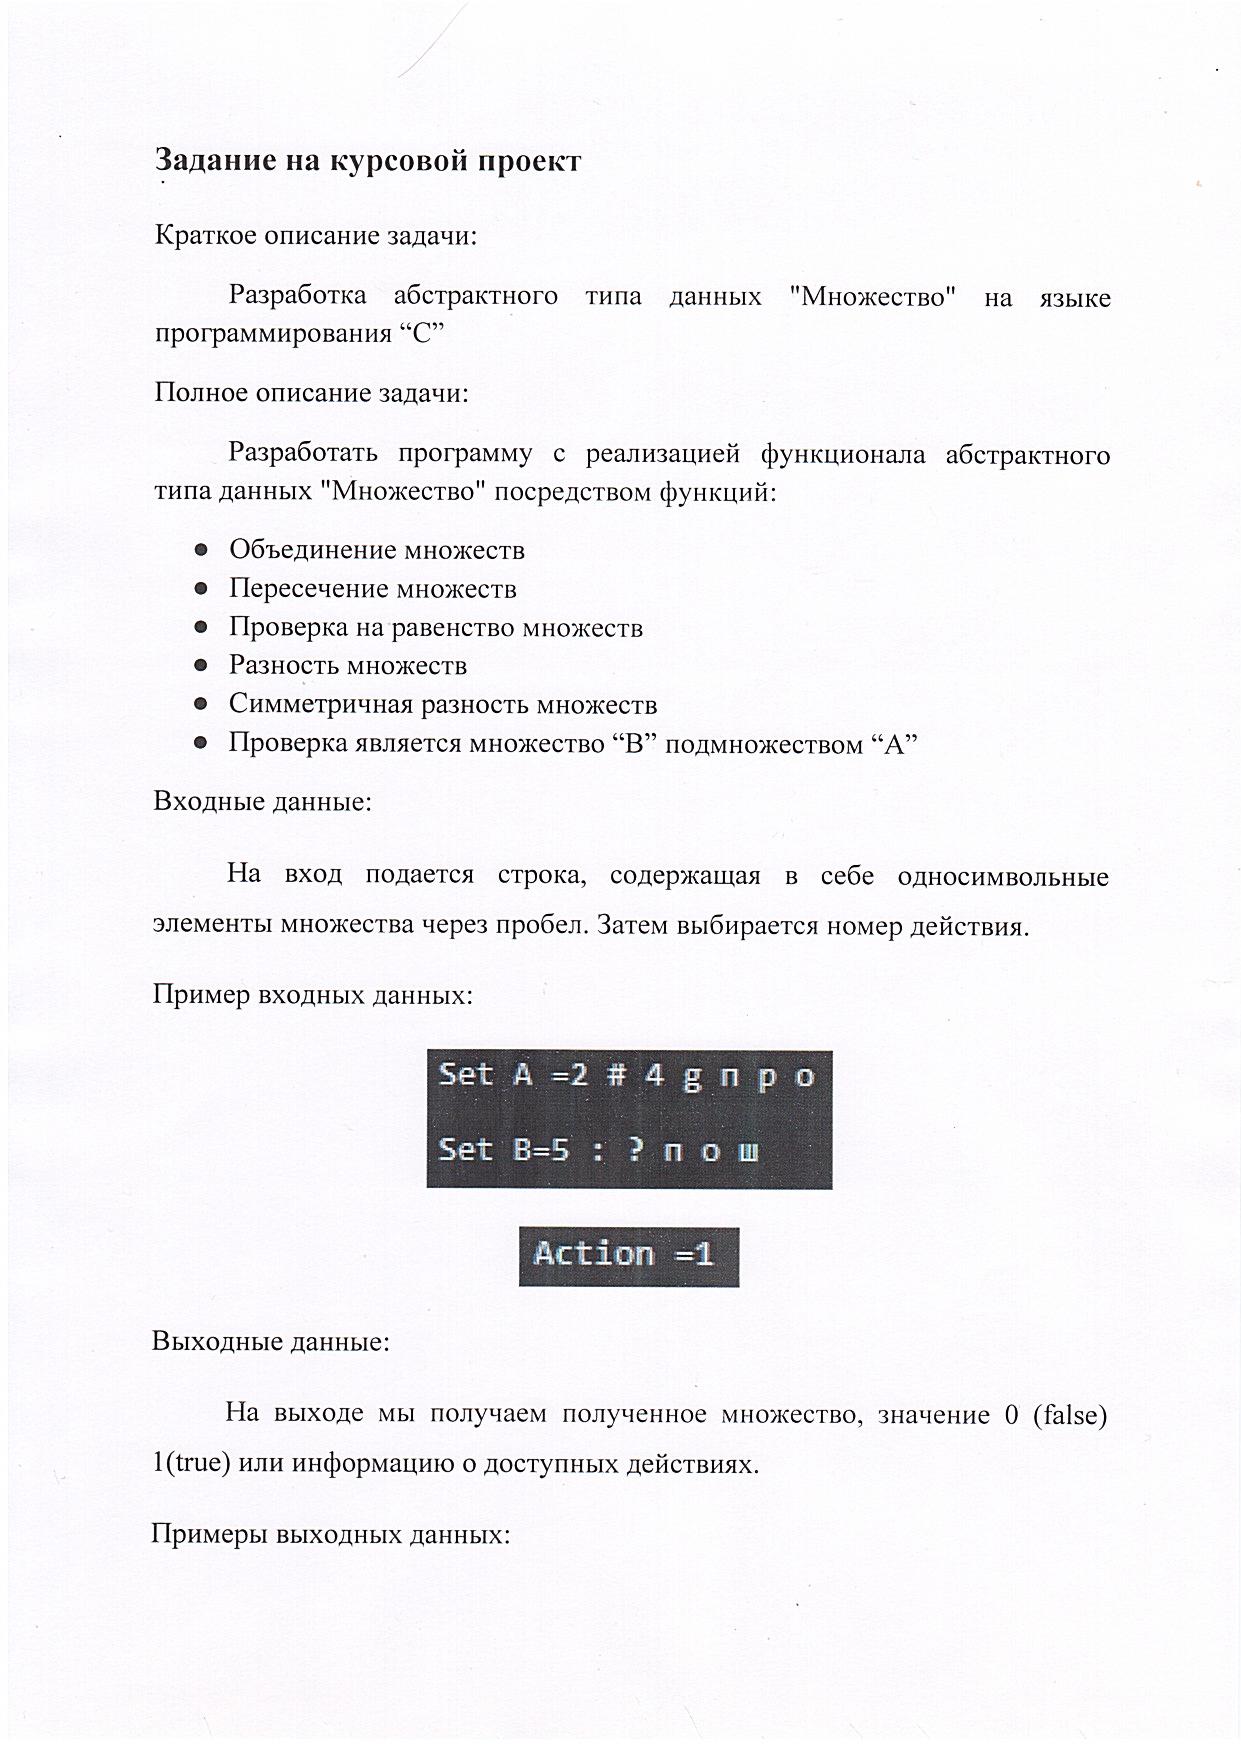 Задание на курсовой проект
Краткое описание задачи:
Разработка абстрактного типа данных "Множество" на языке
программирования “С”
Полное описание задачи:
Разработать программу с реализацией функционала абстрактного
типа данных "Множество" посредством функций:
● Объединение множеств
● Пересечение множеств
● Проверка на равенство множеств
● Разность множеств
● Симметричная разность множеств
● Проверка является множество “В” подмножеством “А”
Входные данные:
На вход подается строка, содержащая в себе односимвольные
элементы множества через пробел. Затем выбирается номер действия.
Пример входных данных:
Set A =2 # 4 g п р о
Set B=5 : ? п о ш
Action =1
Выходные данные:
На выходе мы получаем полученное множество, значение 0 (false)
1(true) или информацию о доступных действиях.
Примеры выходных данных: